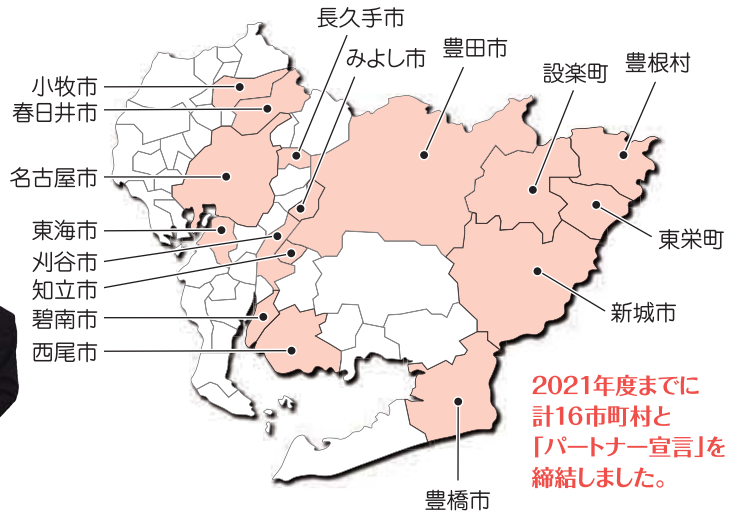 長久手市
みよし市
豊田市
設楽町
豊根村
小牧市
春日井市
名古屋市
東海市
刈谷市
知立市
碧南市
西尾市
東栄町
新城市
豊橋市
2021年度までに
計16市町村と
「パートナー宣言」を
締結しました。